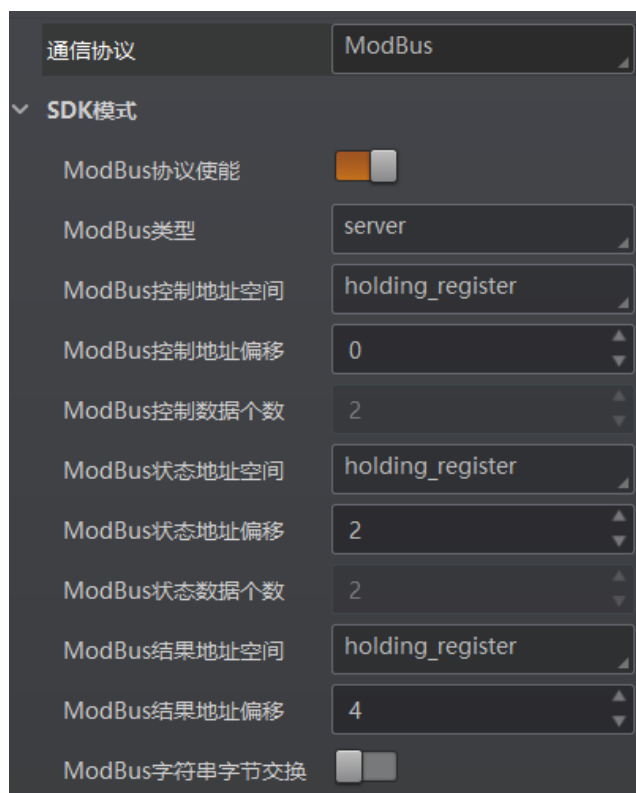 通信协议 ModBus
SDK模式
ModBus协议使能
ModBus类型 server
ModBus控制地址空间 holding_register
ModBus控制地址偏移 0
ModBus控制数据个数 2
ModBus状态地址空间 holding_register
ModBus状态地址偏移 2
ModBus状态数据个数 2
ModBus结果地址空间 holding_register
ModBus结果地址偏移 4
ModBus字符串字节交换